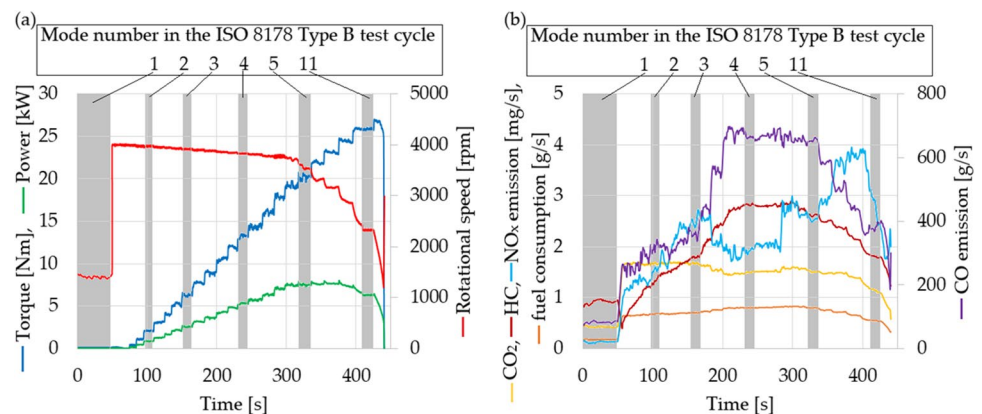 (a)
Mode number in the ISO 8178 Type B test cycle
1 2 3 4 5 11
30
25
20
15
10
5
0
5000
4000
3000
2000
1000
0
0 100 200 300 400
Time [s]
Torque [Nm], Power [kW]
Rotational speed [rpm]
(b)
Mode number in the ISO 8178 Type B test cycle
1 2 3 4 5 11
5
4
3
2
1
0
800
600
400
200
0
0 100 200 300 400
Time [s]
CO₂, HC, NOₓ emission [mg/s],
fuel consumption [g/s]
CO emission [g/s]